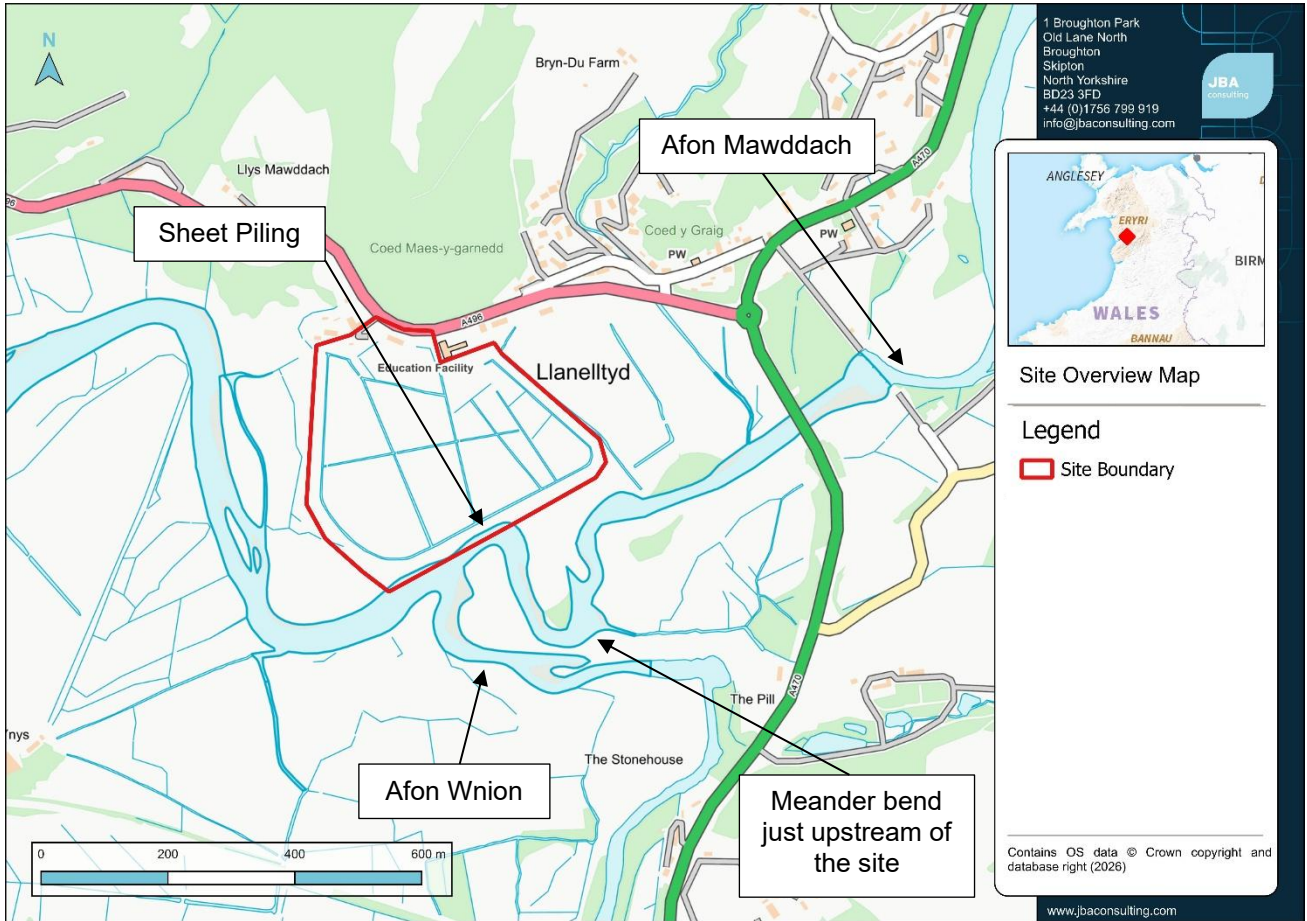 N
Bryn-Du Farm
Afon Mawddach
A470
Llys Mawddach
Sheet Piling
Coed Maes-y-garnedd
Coed y Graig
PW
PW
96
A496
Education Facility
Llanelltyd
The Pill
A470
'nys
The Stonehouse
Afon Wnion
Meander bend
just upstream of
the site
0 200 400 600 m
1 Broughton Park
Old Lane North
Broughton
Skipton
North Yorkshire
BD23 3FD
+44 (0)1756 799 919
info@jbaconsulting.com
JBA
consulting
ANGLESEY
ERYRI
BIRM
WALES
BANNAU
Site Overview Map
Legend
Site Boundary
Contains OS data © Crown copyright and
database right (2026)
www.jbaconsulting.com